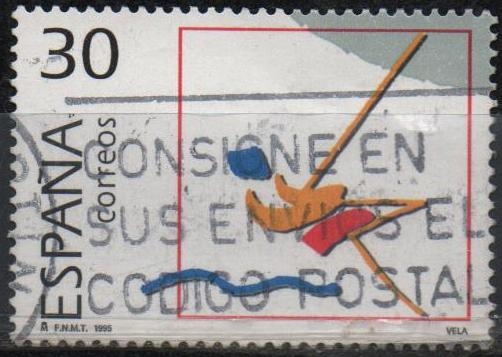 30
ESPAÑA
correos
CONSIGNE EN
SUS ENVIOS EL
CODIGO POSTAL
M F.N.M.T. 1995
VELA